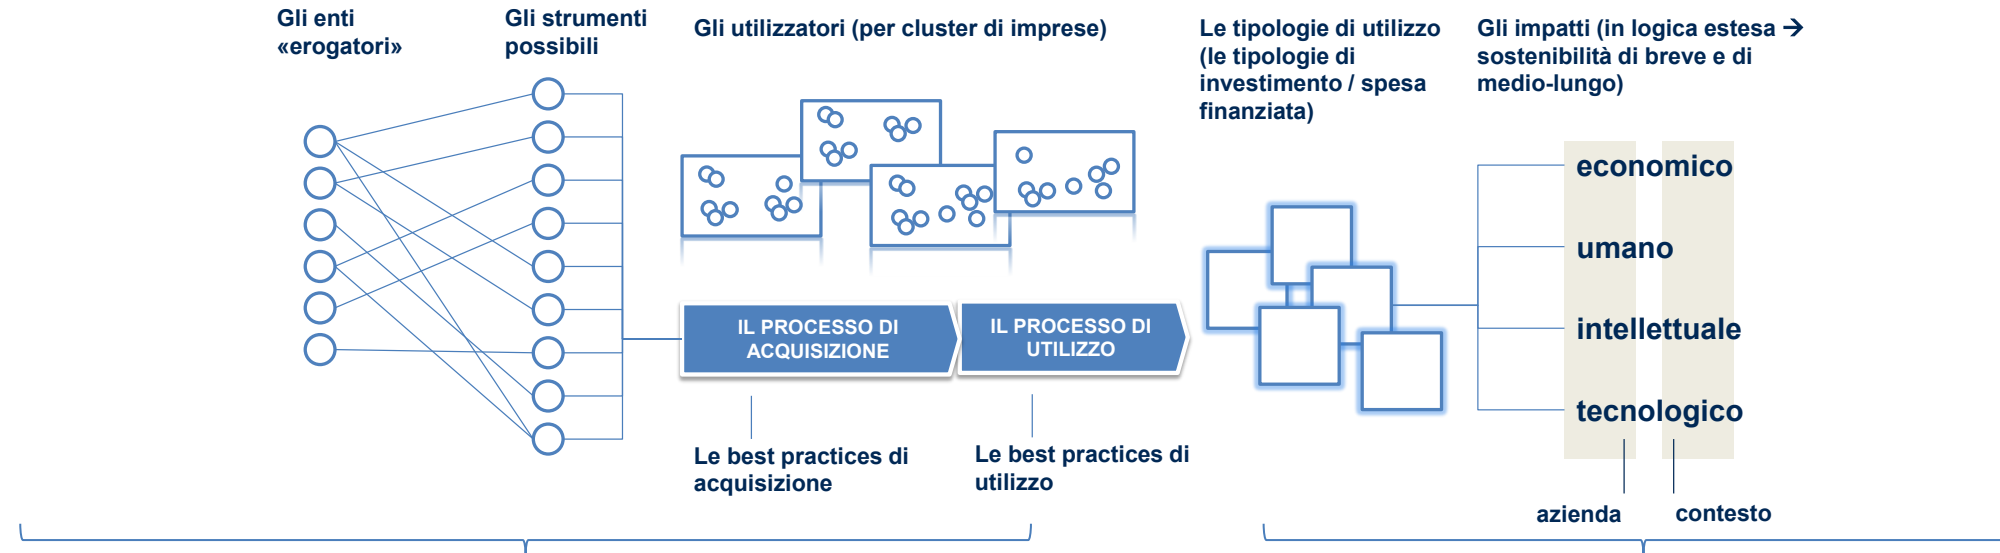 Gli enti
«erogatori»
Gli strumenti
possibili
Gli utilizzatori (per cluster di imprese)
Le tipologie di utilizzo
(le tipologie di
investimento / spesa
finanziata)
Gli impatti (in logica estesa →
sostenibilità di breve e di
medio-lungo)
IL PROCESSO DI
ACQUISIZIONE
IL PROCESSO DI
UTILIZZO
Le best practices di
acquisizione
Le best practices di
utilizzo
economico
umano
intellettuale
tecnologico
azienda
contesto